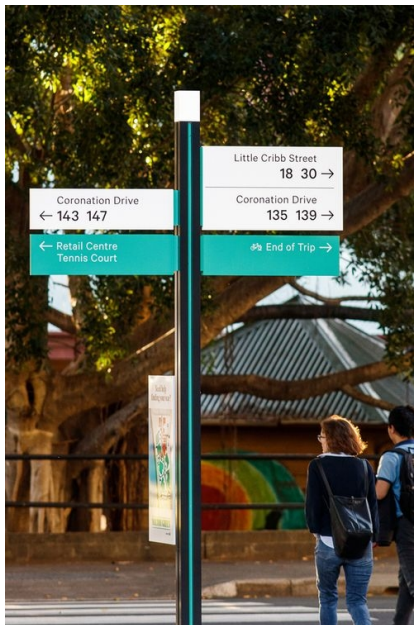 Little Cribb Street
18 30 →
Coronation Drive
135 139 →
Coronation Drive
← 143 147
← Retail Centre
Tennis Court
End of Trip →